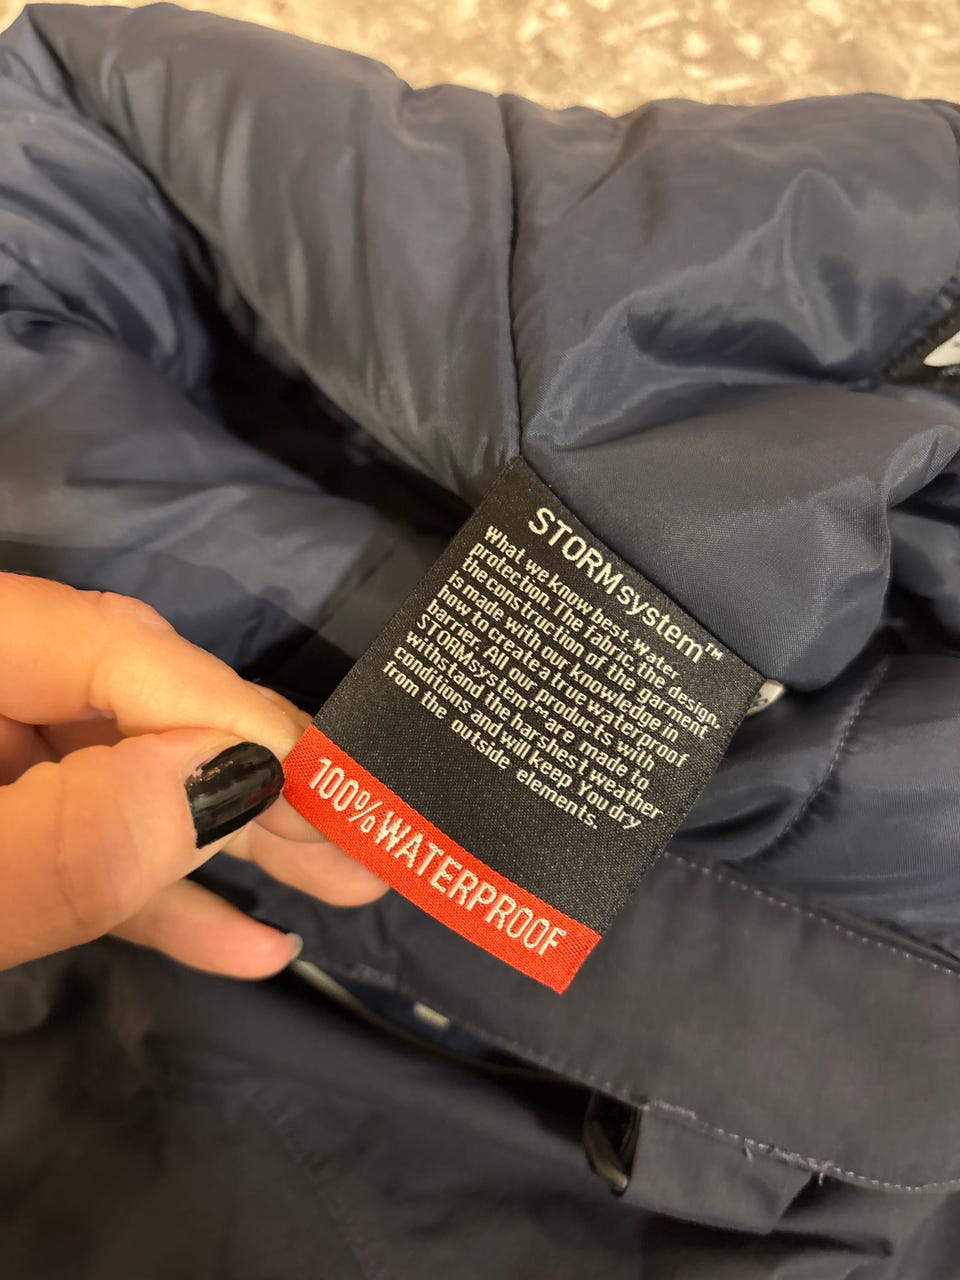 STORMsystem™
What we know best-water
protection. The fabric, the design,
the construction of the garment
is made with our knowledge in
how to create a true waterproof
barrier. All our products with
STORMsystem™ are made to
withstand the harshest weather
conditions and will keep You dry
from the outside elements.
100% WATERPROOF